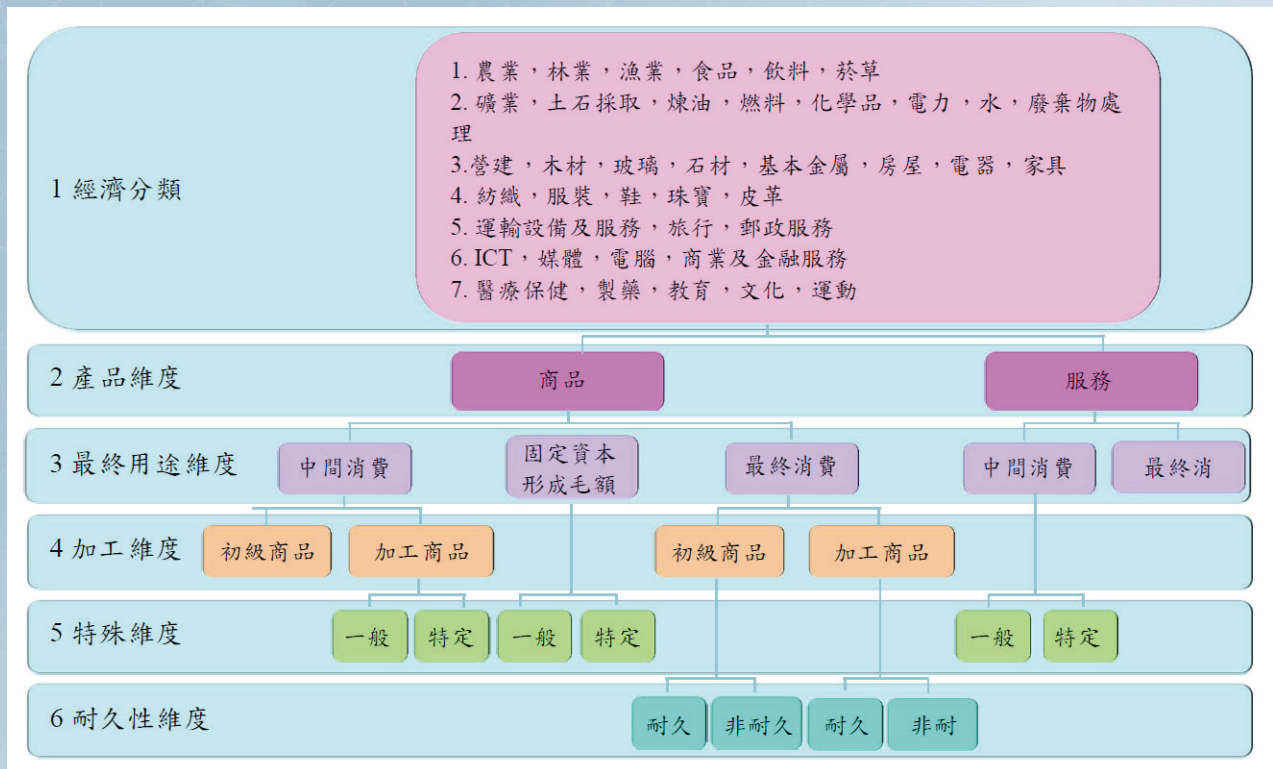 1. 農業，林業，漁業，食品，飲料，菸草
2. 礦業，土石採取，煉油，燃料，化學品，電力，水，廢棄物處
理
3.營建，木材，玻璃，石材，基本金屬，房屋，電器，家具
1 經濟分類
4. 紡織，服裝，鞋，珠寶，皮革
5. 運輸設備及服務，旅行，郵政服務
6. ICT，媒體，電腦，商業及金融服務
7. 醫療保健，製藥，教育，文化，運動
2 產品維度
商品
服務
3 最終用途維度
中間消費
固定資本
形成毛額
最終消費
中間消費
最終消
4 加工維度
初級商品
加工商品
初級商品
加工商品
5 特殊維度
一般
特定
一般
特定
一般
特定
6 耐久性維度
耐久
非耐久
耐久
非耐